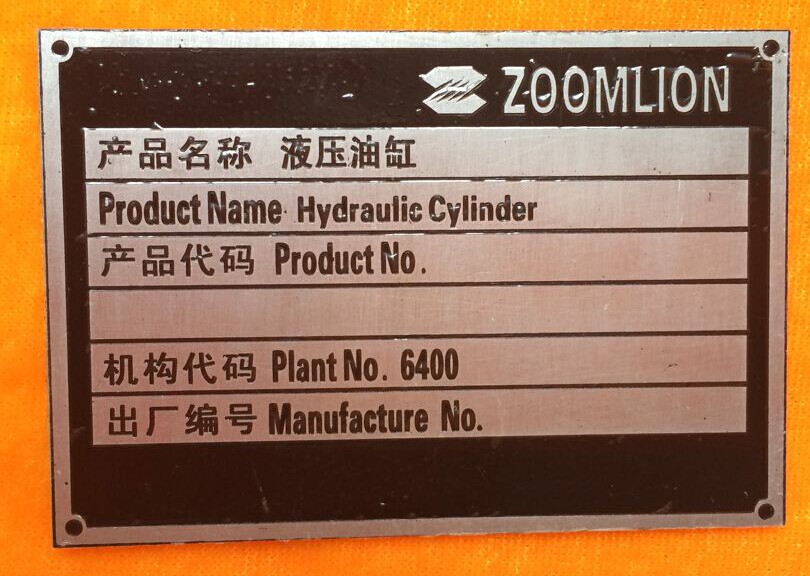 ZOOMLION
产品名称 液压油缸
Product Name Hydraulic Cylinder
产品代码 Product No.
机构代码 Plant No. 6400
出厂编号 Manufacture No.